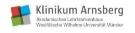 Klinikum Arnsberg
Akademisches Lehrkrankenhaus
Westfälische Wilhelms-Universität Münster